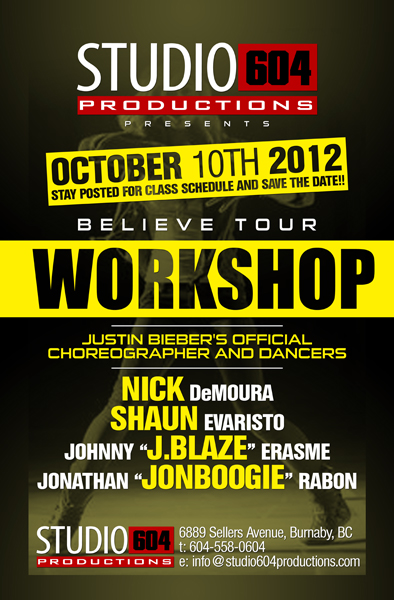 STUDIO 604
PRODUCTIONS
PRESENTS
OCTOBER 10TH 2012
STAY POSTED FOR CLASS SCHEDULE AND SAVE THE DATE!!
BELIEVE TOUR
WORKSHOP
JUSTIN BIEBER'S OFFICIAL
CHOREOGRAPHER AND DANCERS
NICK DeMOURA
SHAUN EVARISTO
JOHNNY “J.BLAZE” ERASME
JONATHAN “JONBOOGIE” RABON
STUDIO 604
PRODUCTIONS
6889 Sellers Avenue, Burnaby, BC
t: 604-558-0604
e: info@studio604productions.com